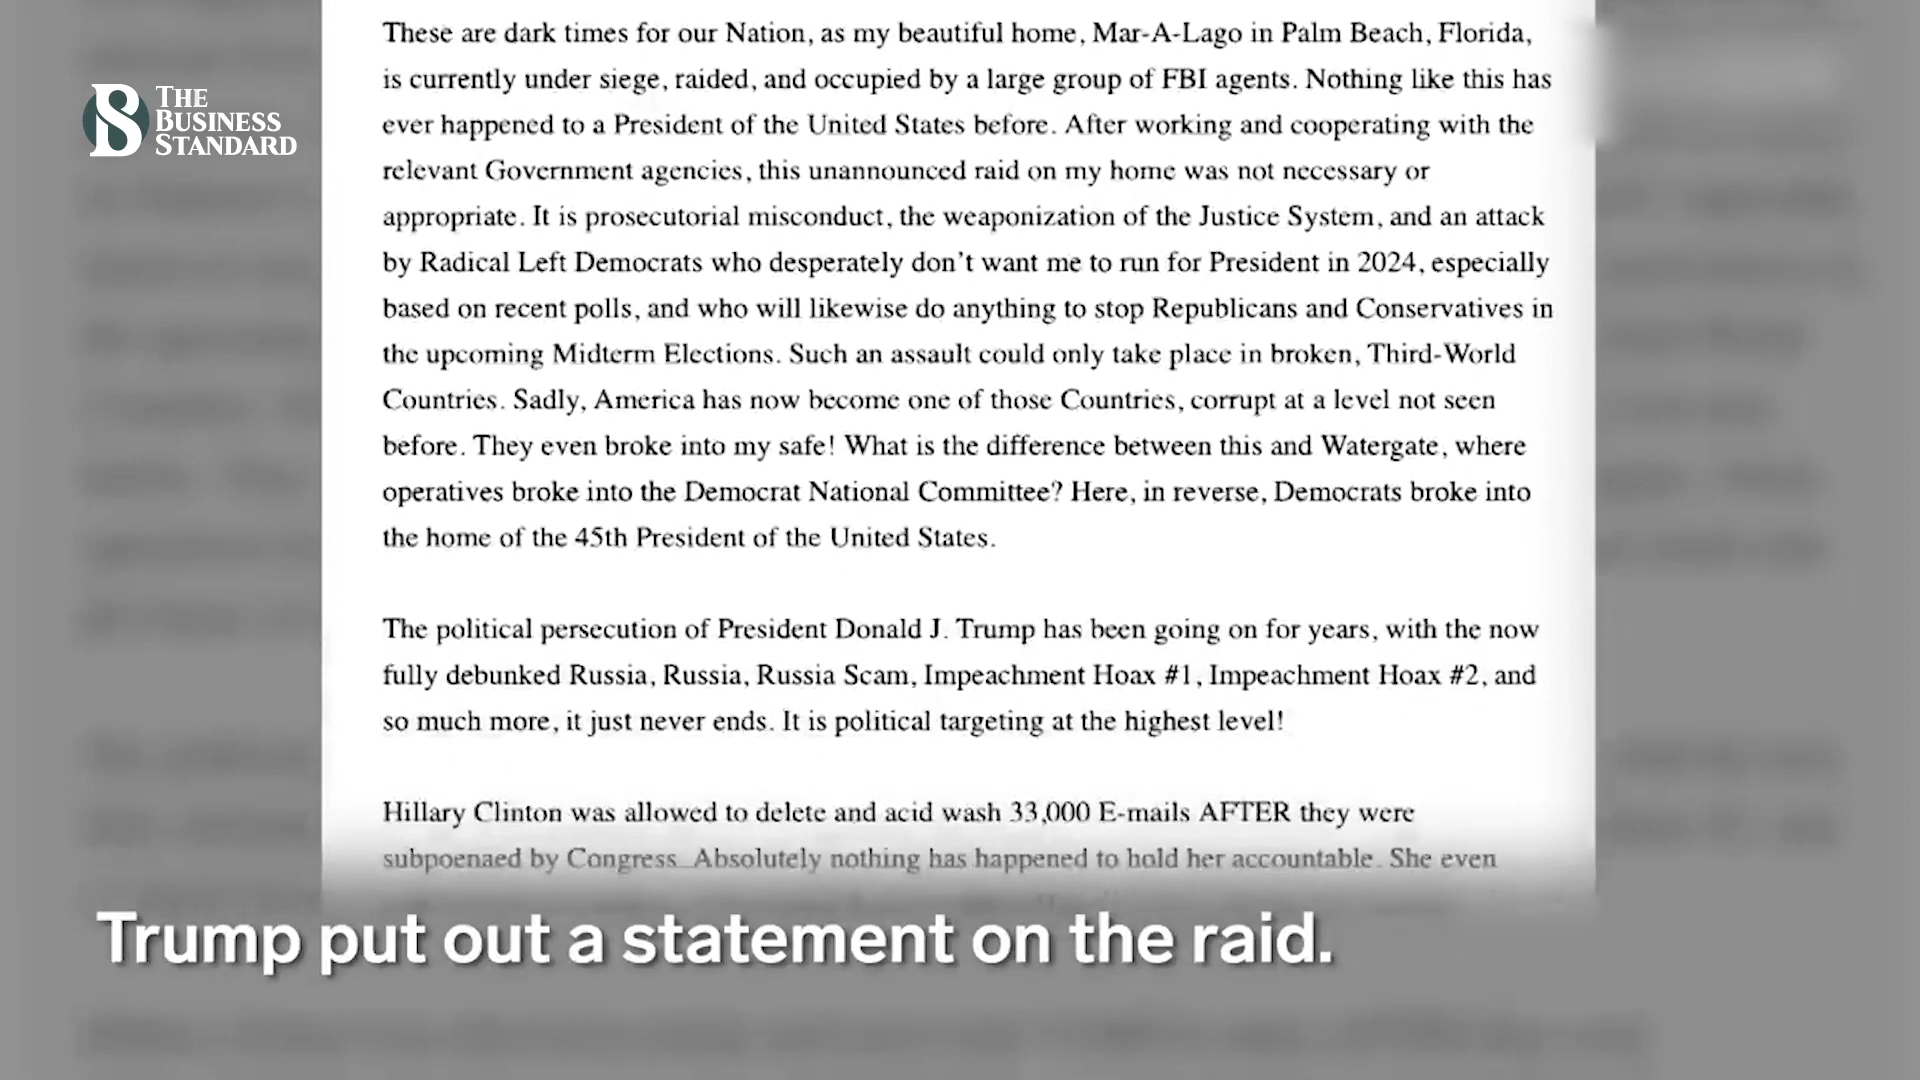 THE
BUSINESS
STANDARD
These are dark times for our Nation, as my beautiful home, Mar-A-Lago in Palm Beach, Florida,
is currently under siege, raided, and occupied by a large group of FBI agents. Nothing like this has
ever happened to a President of the United States before. After working and cooperating with the
relevant Government agencies, this unannounced raid on my home was not necessary or
appropriate. It is prosecutorial misconduct, the weaponization of the Justice System, and an attack
by Radical Left Democrats who desperately don't want me to run for President in 2024, especially
based on recent polls, and who will likewise do anything to stop Republicans and Conservatives in
the upcoming Midterm Elections. Such an assault could only take place in broken, Third-World
Countries. Sadly, America has now become one of those Countries, corrupt at a level not seen
before. They even broke into my safe! What is the difference between this and Watergate, where
operatives broke into the Democrat National Committee? Here, in reverse, Democrats broke into
the home of the 45th President of the United States.
The political persecution of President Donald J. Trump has been going on for years, with the now
fully debunked Russia, Russia, Russia Scam, Impeachment Hoax #1, Impeachment Hoax #2, and
so much more, it just never ends. It is political targeting at the highest level!
Hillary Clinton was allowed to delete and acid wash 33,000 E-mails AFTER they were
subpoenaed by Congress. Absolutely nothing has happened to hold her accountable. She even
Trump put out a statement on the raid.